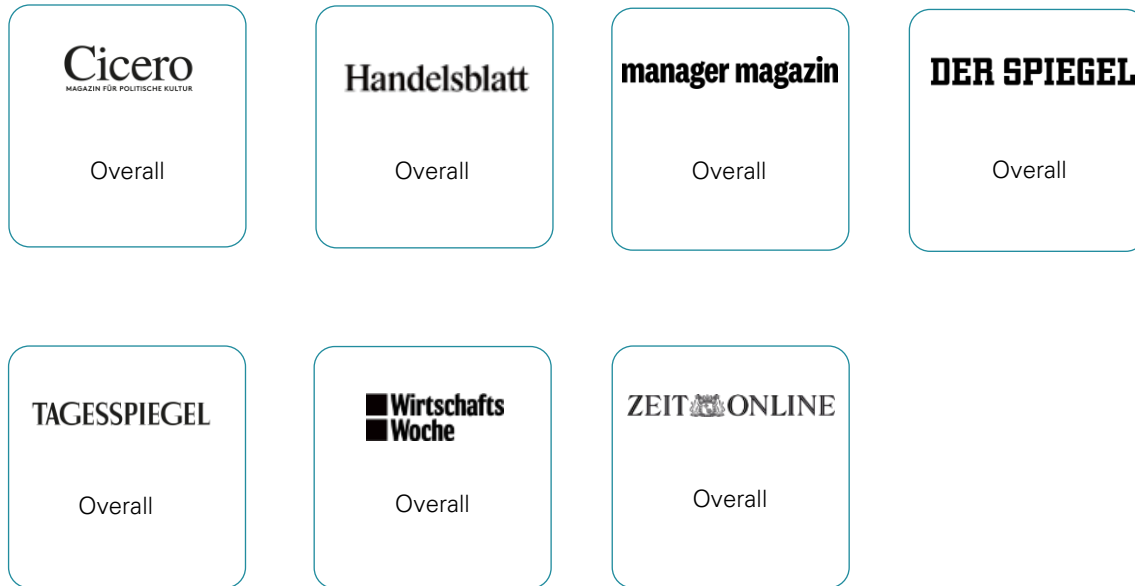 Cicero
MAGAZIN FÜR POLITISCHE KULTUR
Overall
Handelsblatt
Overall
manager magazin
Overall
DER SPIEGEL
Overall
TAGESSPIEGEL
Overall
Wirtschafts
Woche
Overall
ZEIT ONLINE
Overall